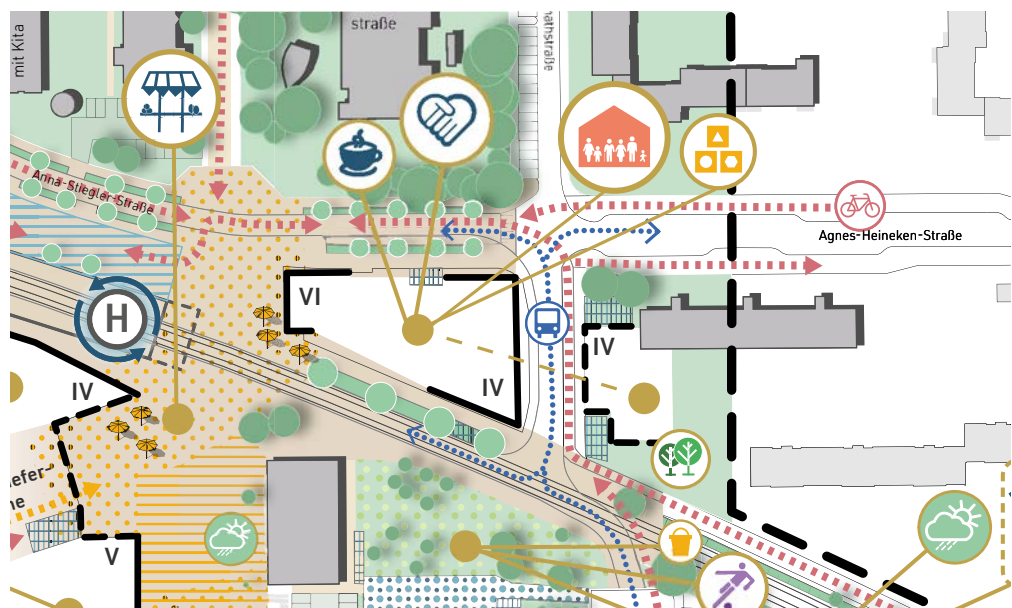 mit Kita
straße
Anna-Stiegler-Straße
Agnes-Heineken-Straße
H
VI
IV
IV
IV
V